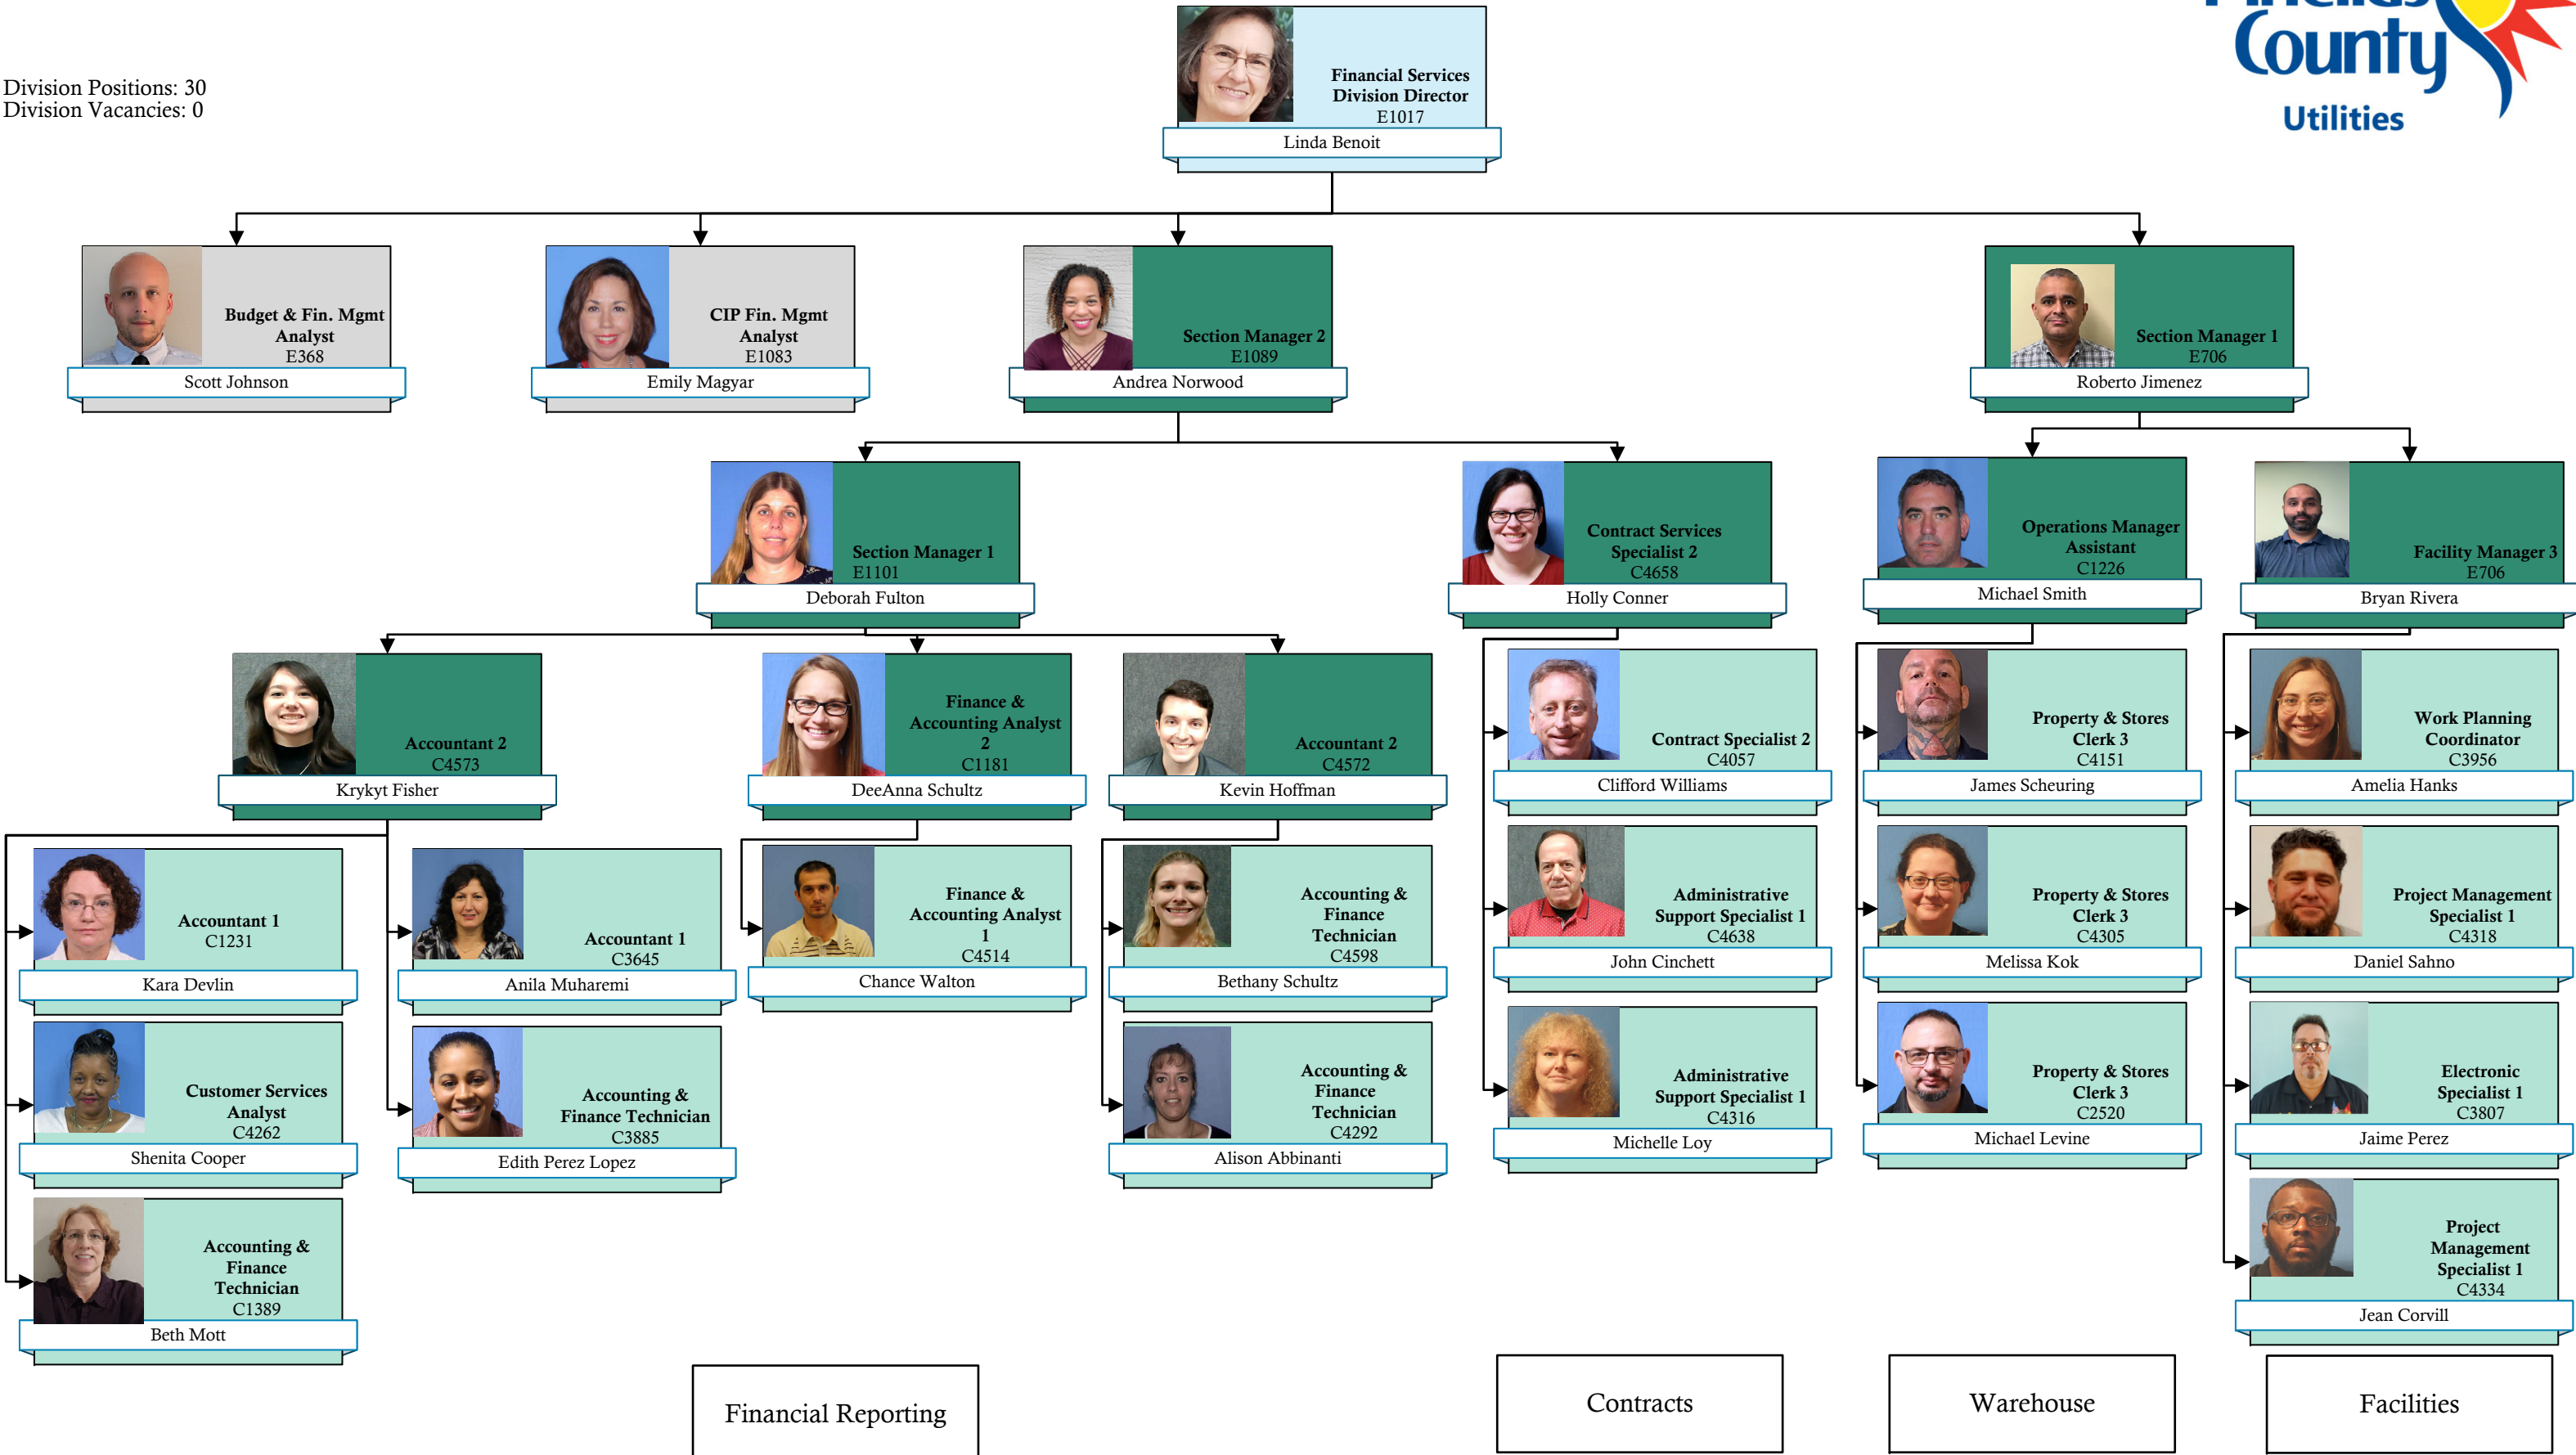 Division Positions: 30
Division Vacancies: 0
County
Utilities
Financial Services
Division Director
E1017
Linda Benoit
Budget & Fin. Mgmt
Analyst
E368
Scott Johnson
CIP Fin. Mgmt
Analyst
E1083
Emily Magyar
Section Manager 2
E1089
Andrea Norwood
Section Manager 1
E706
Roberto Jimenez
Section Manager 1
E1101
Deborah Fulton
Contract Services
Specialist 2
C4658
Holly Conner
Operations Manager
Assistant
C1226
Michael Smith
Facility Manager 3
E706
Bryan Rivera
Accountant 2
C4573
Krykyt Fisher
Finance &
Accounting Analyst
2
C1181
DeeAnna Schultz
Accountant 2
C4572
Kevin Hoffman
Contract Specialist 2
C4057
Clifford Williams
Property & Stores
Clerk 3
C4151
James Scheuring
Work Planning
Coordinator
C3956
Amelia Hanks
Accountant 1
C1231
Kara Devlin
Accountant 1
C3645
Anila Muharemi
Finance &
Accounting Analyst
1
C4514
Chance Walton
Accounting &
Finance
Technician
C4598
Bethany Schultz
Administrative
Support Specialist 1
C4638
John Cinchett
Property & Stores
Clerk 3
C4305
Melissa Kok
Project Management
Specialist 1
C4318
Daniel Sahno
Customer Services
Analyst
C4262
Shenita Cooper
Accounting &
Finance Technician
C3885
Edith Perez Lopez
Accounting &
Finance
Technician
C4292
Alison Abbinanti
Administrative
Support Specialist 1
C4316
Michelle Loy
Property & Stores
Clerk 3
C2520
Michael Levine
Electronic
Specialist 1
C3807
Jaime Perez
Accounting &
Finance
Technician
C1389
Beth Mott
Project
Management
Specialist 1
C4334
Jean Corvill
Financial Reporting
Contracts
Warehouse
Facilities